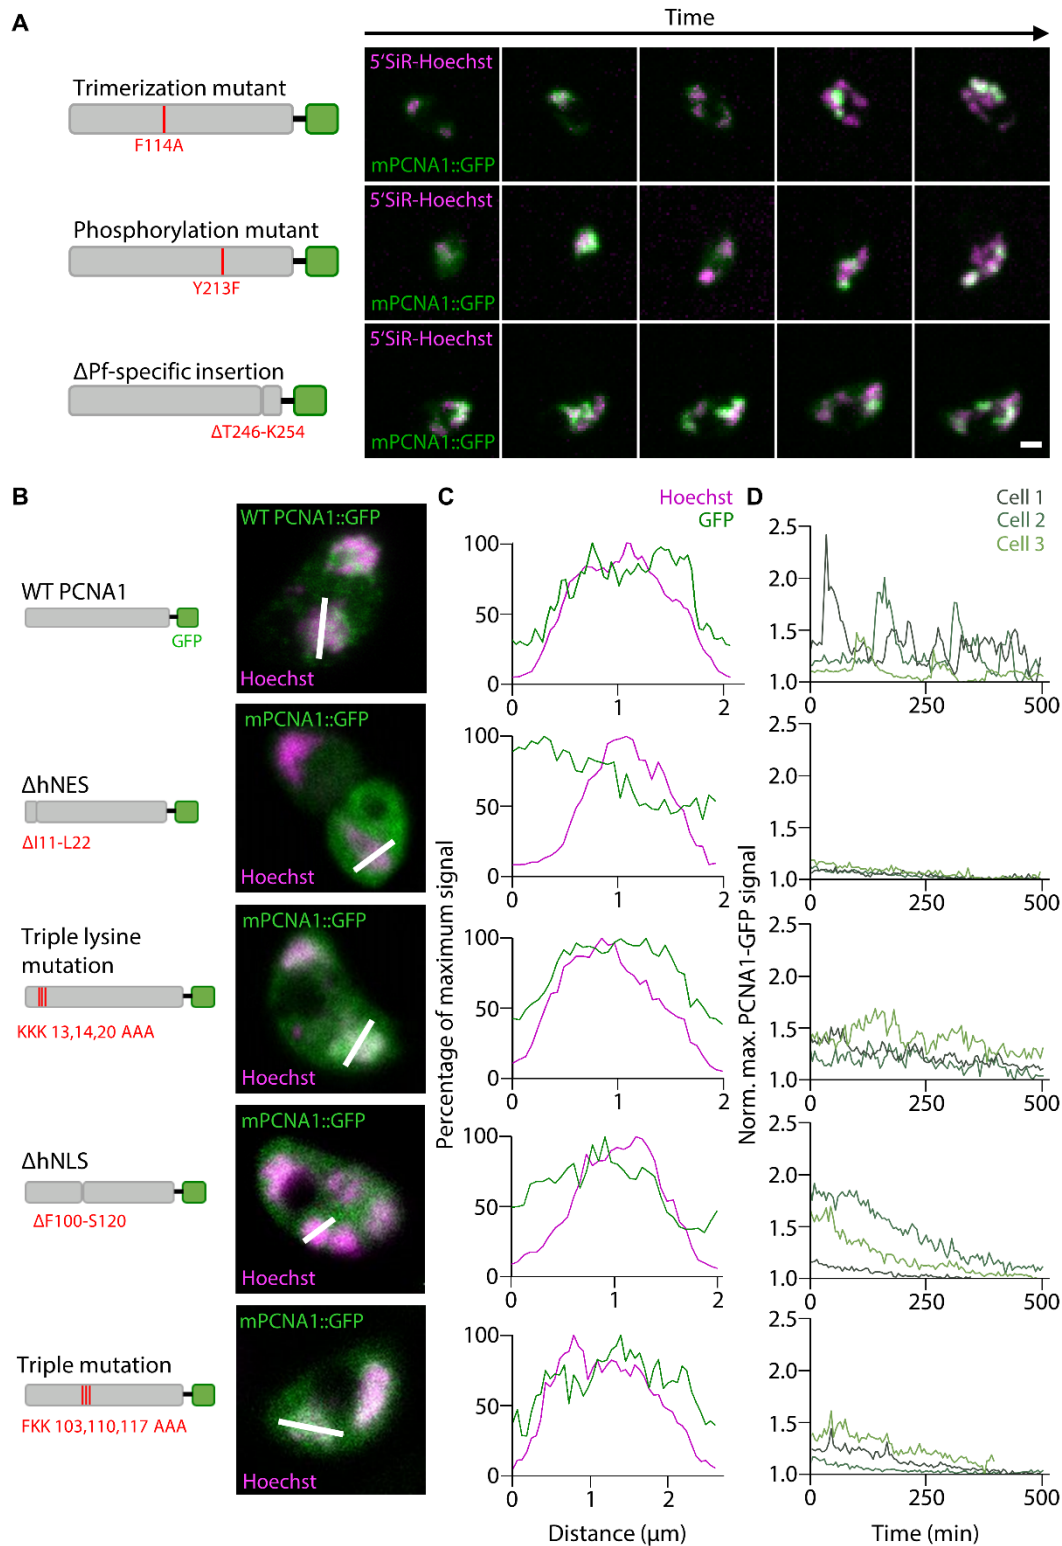 A
Time
Trimerization mutant
F114A
5‘SiR-Hoechst
mPCNA1::GFP
Phosphorylation mutant
Y213F
5‘SiR-Hoechst
mPCNA1::GFP
ΔPf-specific insertion
ΔT246-K254
5‘SiR-Hoechst
mPCNA1::GFP
B
C
Hoechst
GFP
D
Cell 1
Cell 2
Cell 3
WT PCNA1
GFP
WT PCNA1::GFP
Hoechst
100
50
0
0 1 2
2.5
2.0
1.5
1.0
0 250 500
ΔhNES
ΔI11-L22
mPCNA1::GFP
Hoechst
100
50
0
0 1 2
2.5
2.0
1.5
1.0
0 250 500
Triple lysine
mutation
KKK 13,14,20 AAA
mPCNA1::GFP
Hoechst
100
50
0
0 1 2
2.5
2.0
1.5
1.0
0 250 500
ΔhNLS
ΔF100-S120
mPCNA1::GFP
Hoechst
100
50
0
0 1 2
2.5
2.0
1.5
1.0
0 250 500
Triple mutation
FKK 103,110,117 AAA
mPCNA1::GFP
Hoechst
100
50
0
0 1 2
2.5
2.0
1.5
1.0
0 250 500
Percentage of maximum signal
Norm. max. PCNA1-GFP signal
Distance (µm)
Time (min)